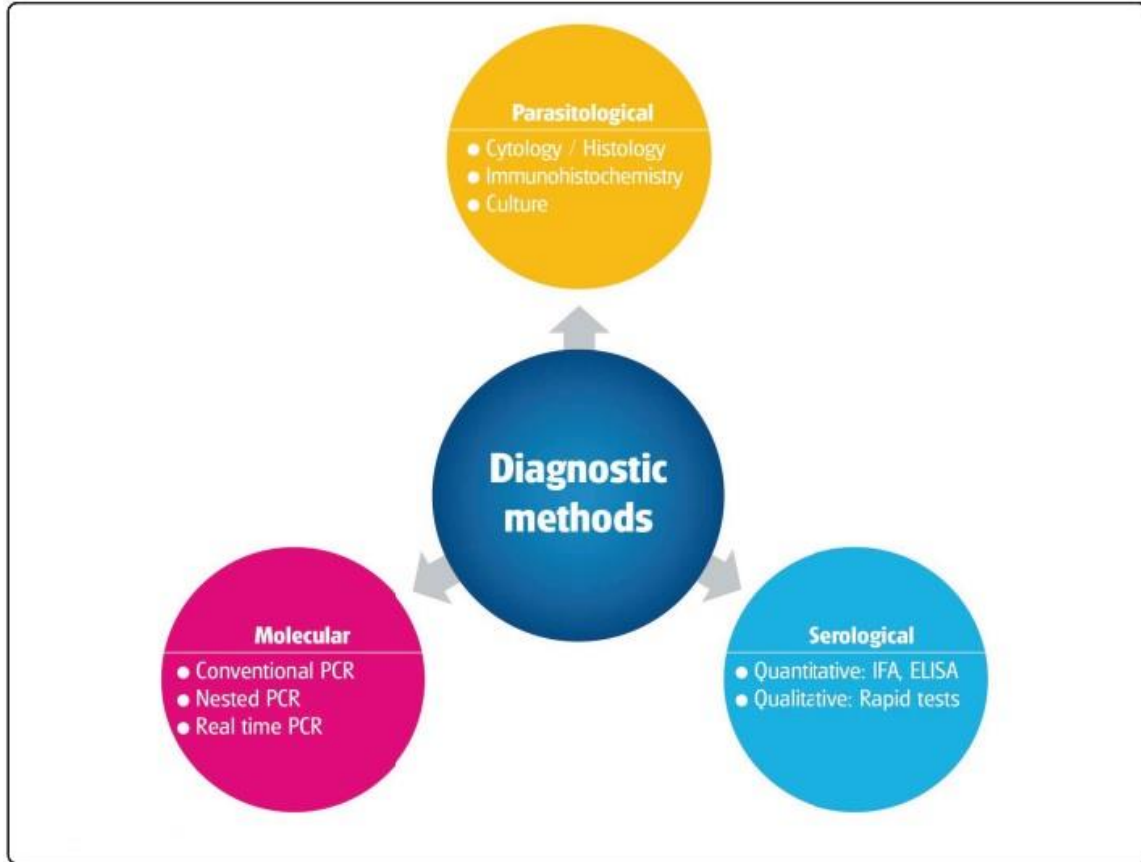 Parasitological
● Cytology / Histology
● Immunohistochemistry
● Culture
Diagnostic
methods
Molecular
● Conventional PCR
● Nested PCR
● Real time PCR
Serological
● Quantitative: IFA, ELISA
● Qualitative: Rapid tests